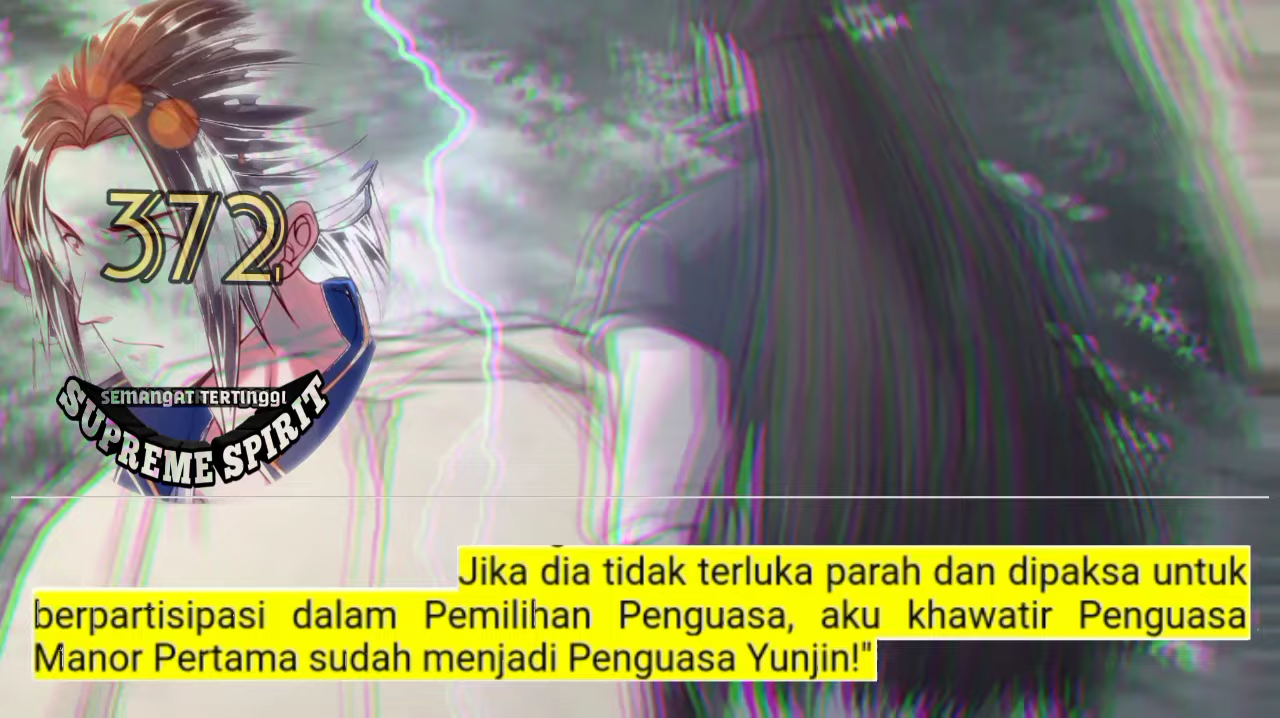 372
SEMANGAT TERTINGGI
SUPREME SPIRIT
Jika dia tidak terluka parah dan dipaksa untuk
berpartisipasi dalam Pemilihan Penguasa, aku khawatir Penguasa
Manor Pertama sudah menjadi Penguasa Yunjin!"